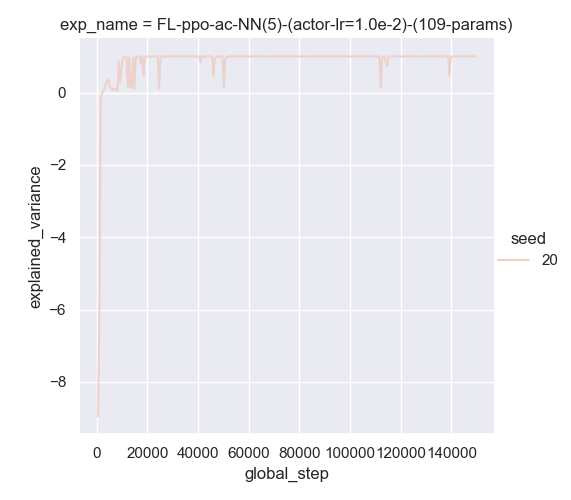 exp_name = FL-ppo-ac-NN(5)-(actor-lr=1.0e-2)-(109-params)
0
−2
−4
−6
−8
explained_variance
seed
20
0 20000 40000 60000 80000 100000 120000 140000
global_step